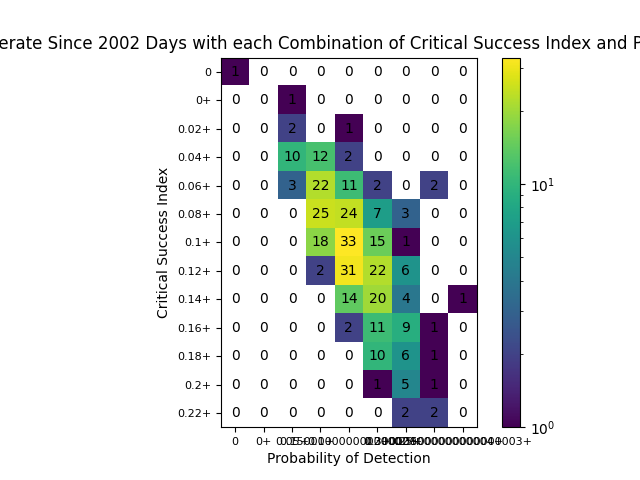 erate Since 2002 Days with each Combination of Critical Success Index and P
0 1 0 0 0 0 0 0 0 0
0+ 0 0 1 0 0 0 0 0 0
0.02+ 0 0 2 0 1 0 0 0 0
0.04+ 0 0 10 12 2 0 0 0 0
0.06+ 0 0 3 22 11 2 0 2 0
0.08+ 0 0 0 25 24 7 3 0 0
0.1+ 0 0 0 18 33 15 1 0 0
0.12+ 0 0 0 2 31 22 6 0 0
0.14+ 0 0 0 0 14 20 4 0 1
0.16+ 0 0 0 0 2 11 9 1 0
0.18+ 0 0 0 0 0 10 6 1 0
0.2+ 0 0 0 0 0 1 5 1 0
0.22+ 0 0 0 0 0 0 2 2 0
0 0+
Probability of Detection
Critical Success Index
10¹
10⁰